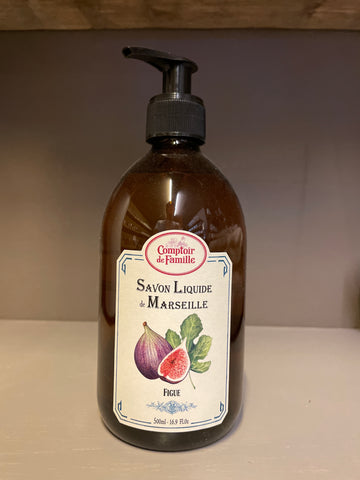 Comptoir
de Famille
SAVON LIQUIDE
de MARSEILLE
FIGUE
500ml - 16.9 Fl.Oz